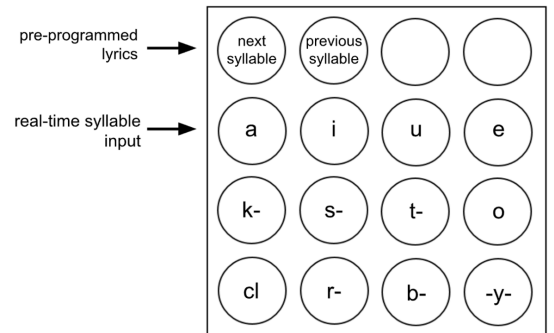 pre-programmed
lyrics
next
syllable
previous
syllable
real-time syllable
input
a i u e
k- s- t- o
cl r- b- -y-